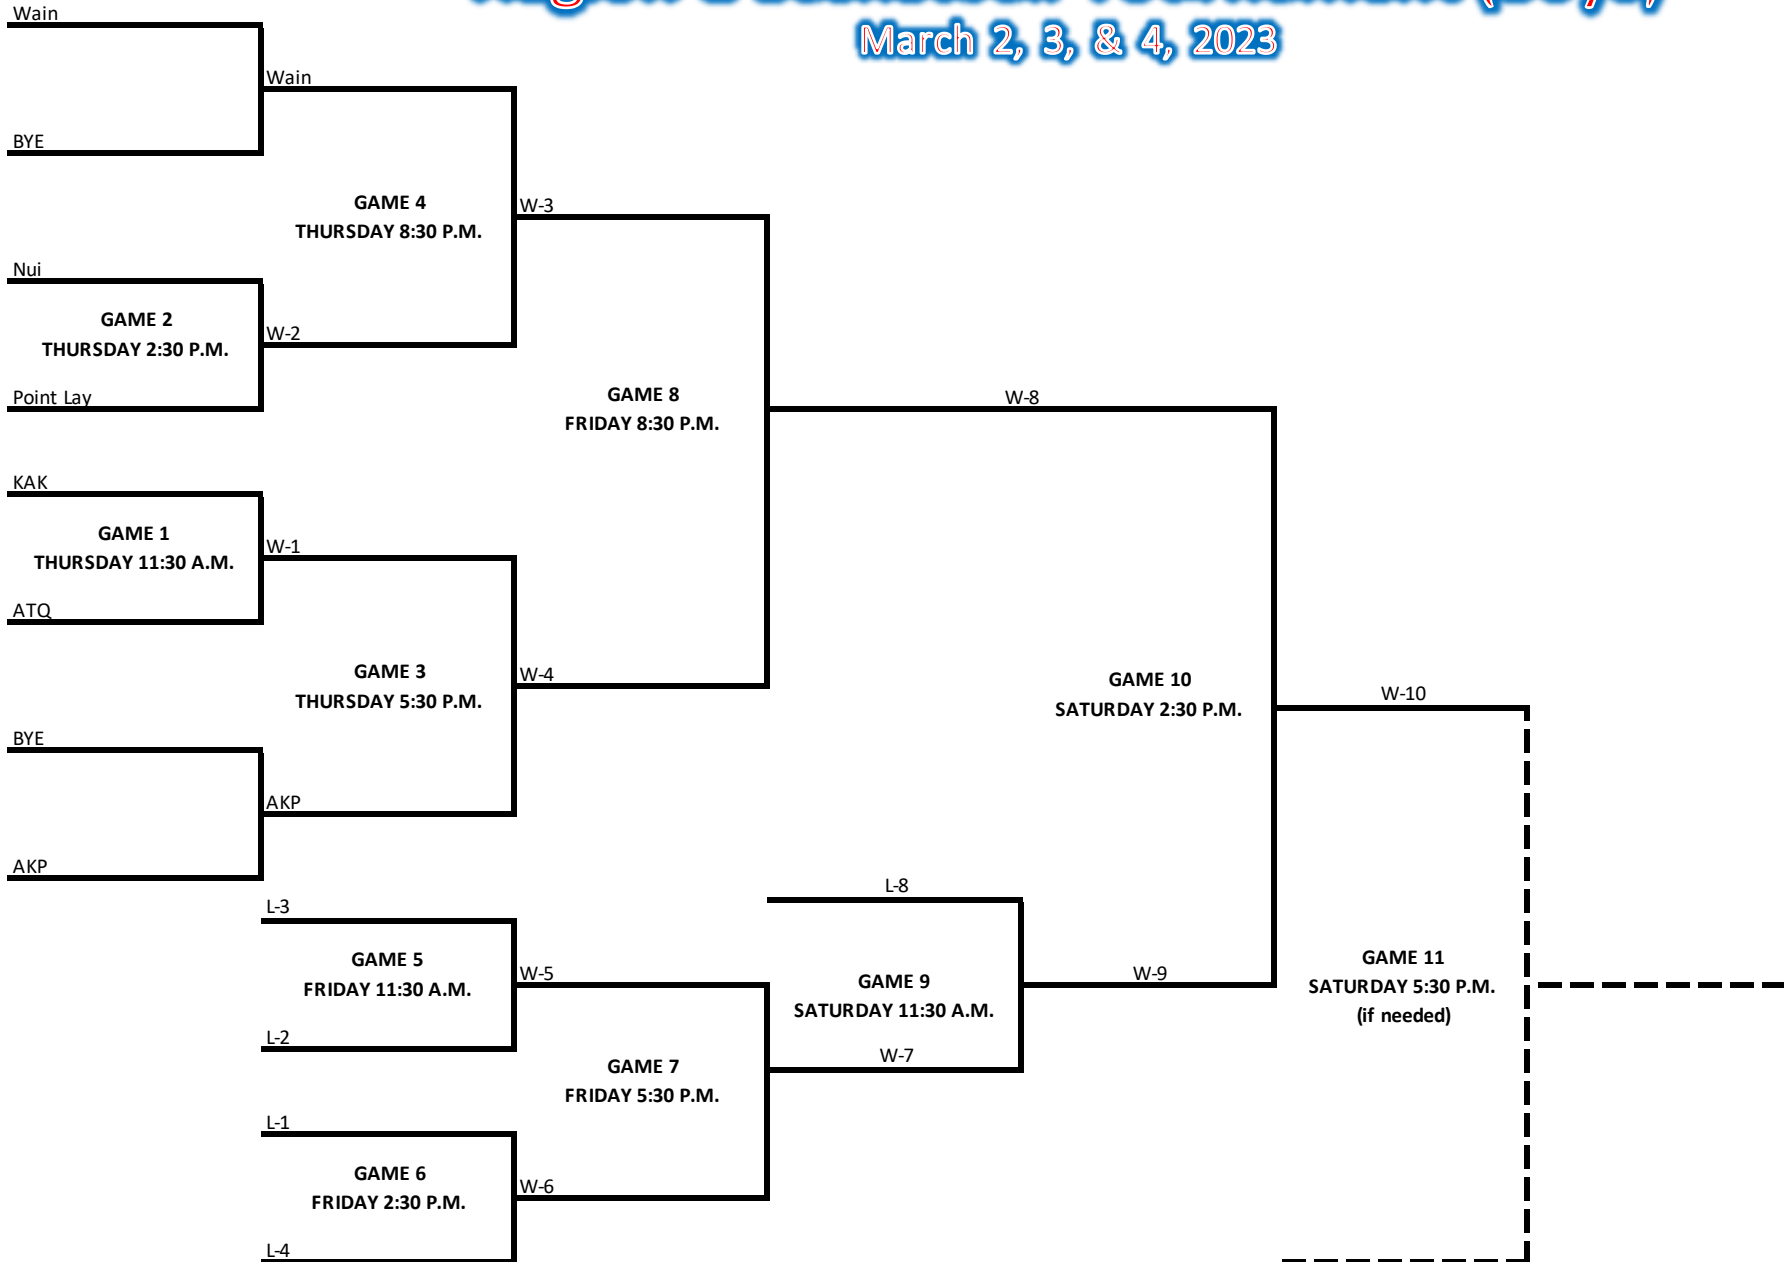 Region Basketball Tournament (Boys)
March 2, 3, & 4, 2023
Wain
Wain
BYE
GAME 4
THURSDAY 8:30 P.M.
W-3
Nui
GAME 2
THURSDAY 2:30 P.M.
W-2
Point Lay
GAME 8
FRIDAY 8:30 P.M.
W-8
KAK
GAME 1
THURSDAY 11:30 A.M.
W-1
ATQ
GAME 3
THURSDAY 5:30 P.M.
W-4
GAME 10
SATURDAY 2:30 P.M.
W-10
BYE
AKP
AKP
L-3
L-8
GAME 5
FRIDAY 11:30 A.M.
W-5
GAME 9
SATURDAY 11:30 A.M.
W-9
GAME 11
SATURDAY 5:30 P.M.
(if needed)
L-2
W-7
GAME 7
FRIDAY 5:30 P.M.
L-1
GAME 6
FRIDAY 2:30 P.M.
W-6
L-4